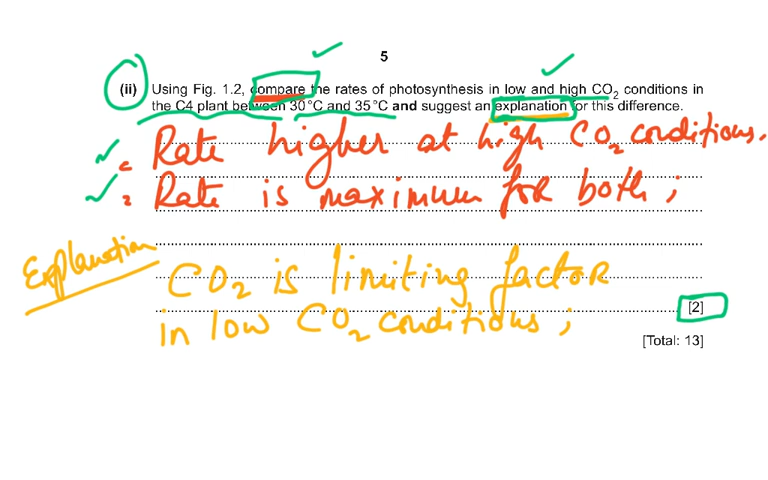 5
(ii) Using Fig. 1.2, compare the rates of photosynthesis in low and high CO₂ conditions in
the C4 plant between 30 °C and 35 °C and suggest an explanation for this difference.
Rate higher at high CO₂ conditions.
Rate is maximum for both ;
Explanation
CO₂ is limiting factor
[2]
in low CO₂ conditions ;
[Total: 13]